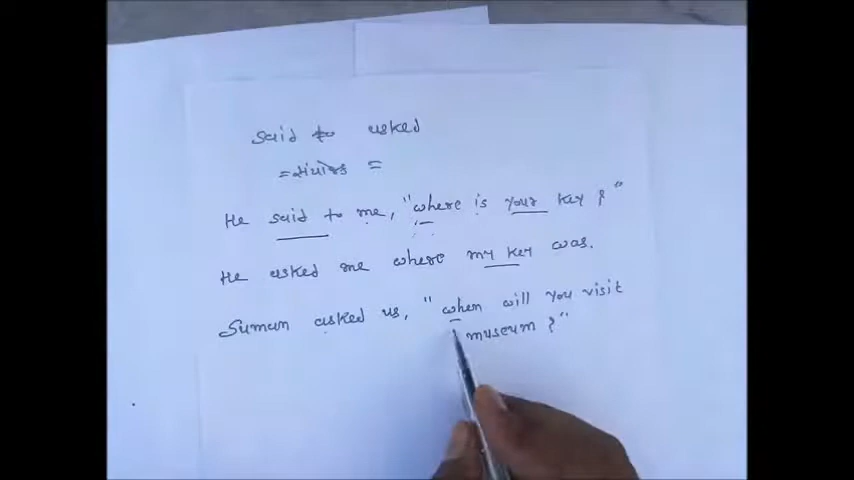 said to asked
= સંયોજક =
He said to me, "where is your key ?"
He asked me where my key was.
Suman asked us, "when will you visit
museum ?"